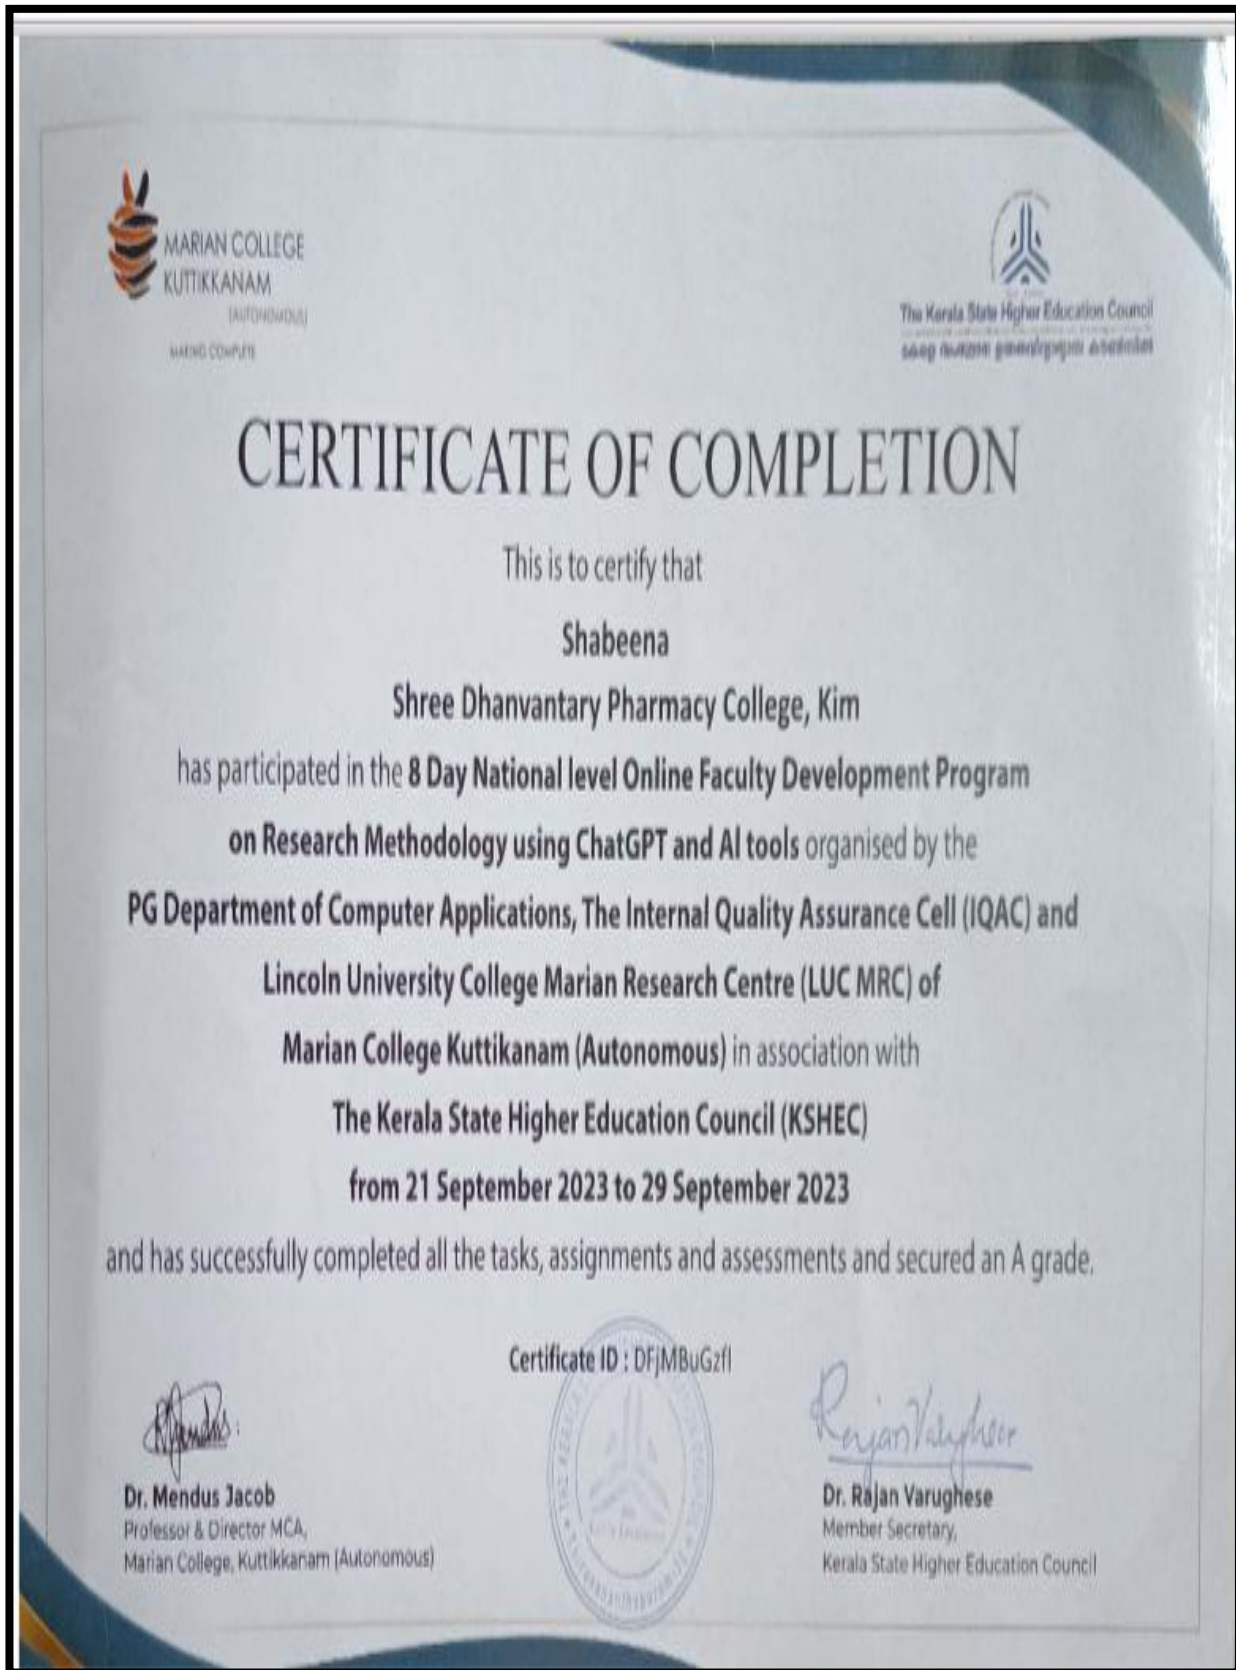 MARIAN COLLEGE
KUTTIKKANAM
(AUTONOMOUS)
MAKING COMPLETE
The Kerala State Higher Education Council
CERTIFICATE OF COMPLETION
This is to certify that
Shabeena
Shree Dhanvantary Pharmacy College, Kim
has participated in the 8 Day National level Online Faculty Development Program
on Research Methodology using ChatGPT and AI tools organised by the
PG Department of Computer Applications, The Internal Quality Assurance Cell (IQAC) and
Lincoln University College Marian Research Centre (LUC MRC) of
Marian College Kuttikanam (Autonomous) in association with
The Kerala State Higher Education Council (KSHEC)
from 21 September 2023 to 29 September 2023
and has successfully completed all the tasks, assignments and assessments and secured an A grade.
Certificate ID : DFjMBuGzfI
Rajan Varughese
Dr. Mendus Jacob
Professor & Director MCA,
Marian College, Kuttikkanam (Autonomous)
Dr. Rajan Varughese
Member Secretary,
Kerala State Higher Education Council